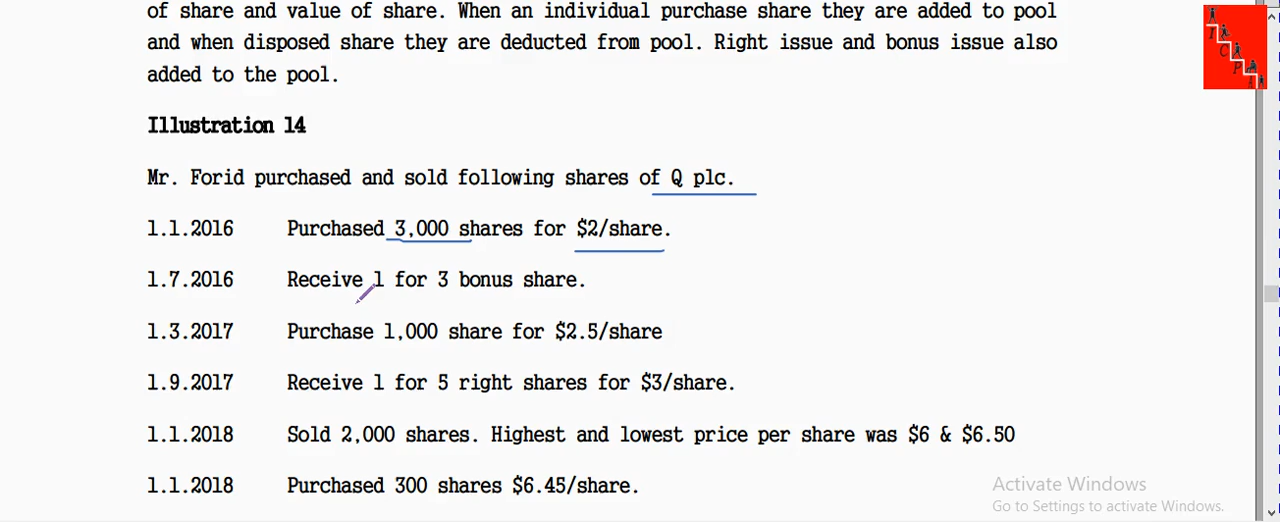 of share and value of share. When an individual purchase share they are added to pool
and when disposed share they are deducted from pool. Right issue and bonus issue also
added to the pool.
Illustration 14
Mr. Forid purchased and sold following shares of Q plc.
1.1.2016 Purchased 3,000 shares for $2/share.
1.7.2016 Receive 1 for 3 bonus share.
1.3.2017 Purchase 1,000 share for $2.5/share
1.9.2017 Receive 1 for 5 right shares for $3/share.
1.1.2018 Sold 2,000 shares. Highest and lowest price per share was $6 & $6.50
1.1.2018 Purchased 300 shares $6.45/share.
Activate Windows
Go to Settings to activate Windows.
I
C
P